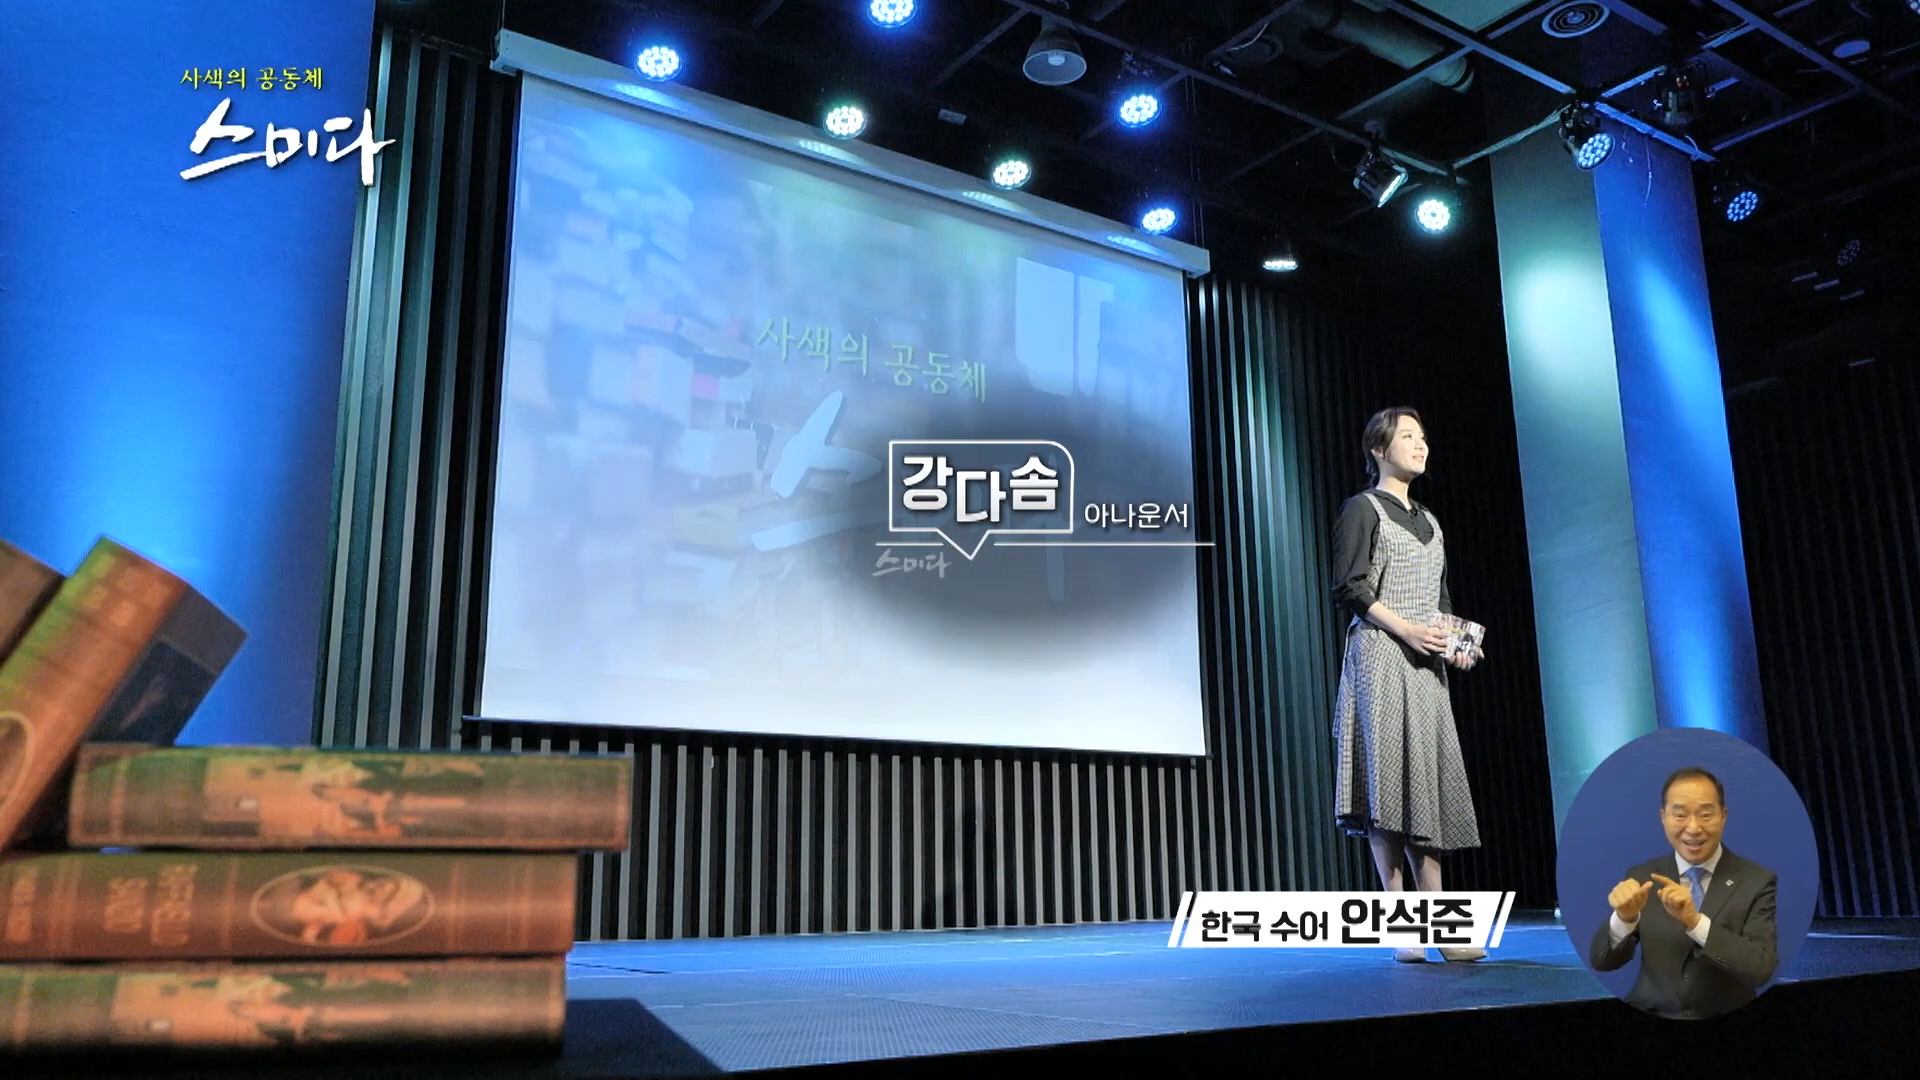 사색의 공동체
스미다
사색의 공동체
강다솜 아나운서
스미다
한국 수어 안석준